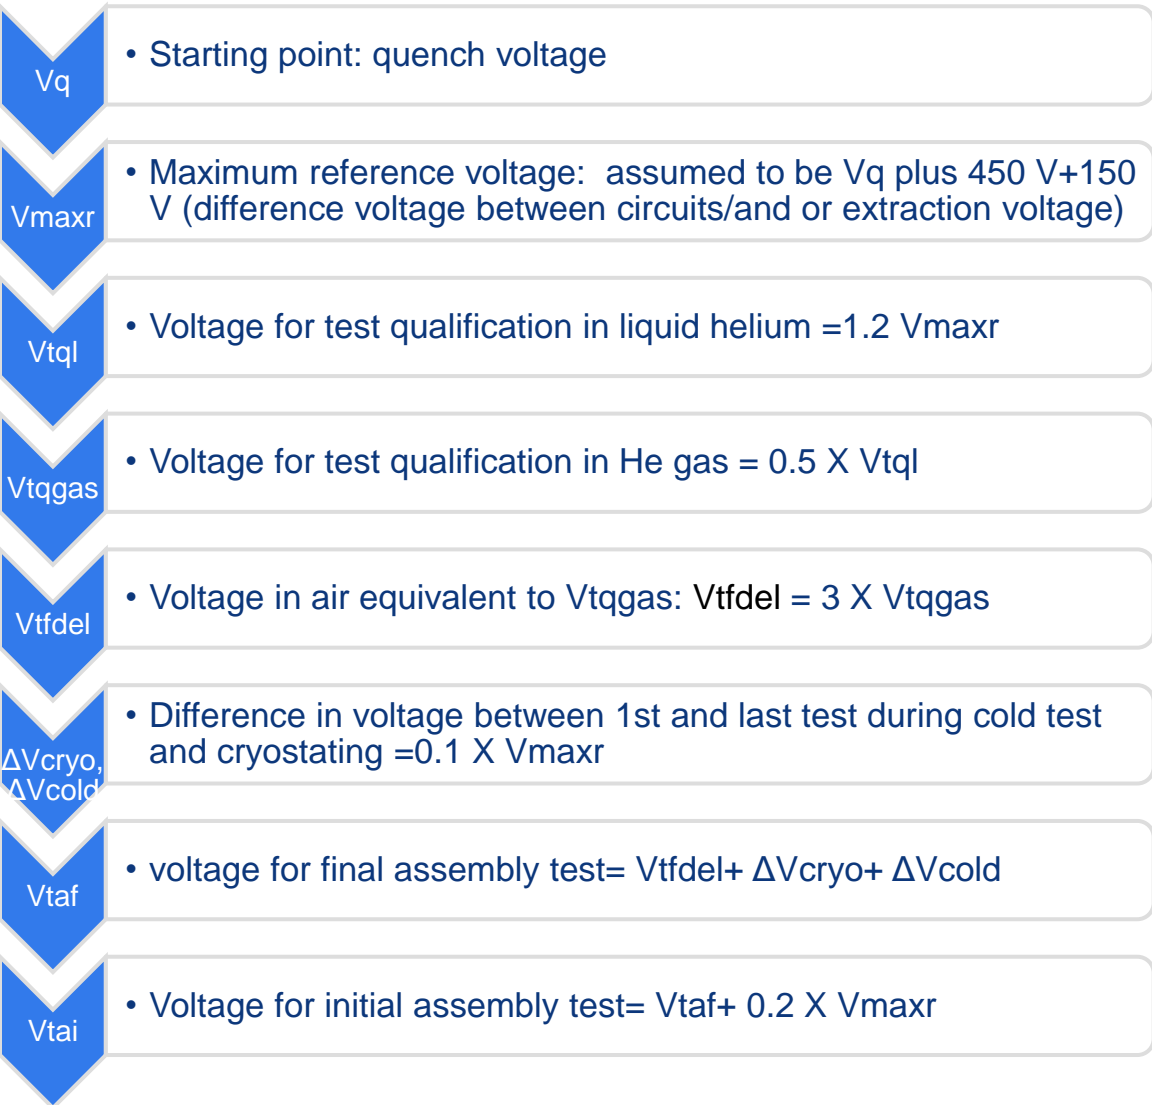 Vq
• Starting point: quench voltage
Vmaxr
• Maximum reference voltage:  assumed to be Vq plus 450 V+150
V (difference voltage between circuits/and or extraction voltage)
Vtql
• Voltage for test qualification in liquid helium =1.2 Vmaxr
Vtqgas
• Voltage for test qualification in He gas = 0.5 X Vtql
Vtfdel
• Voltage in air equivalent to Vtqgas: Vtfdel = 3 X Vtqgas
ΔVcryo,
ΔVcold
• Difference in voltage between 1st and last test during cold test
and cryostating =0.1 X Vmaxr
Vtaf
• voltage for final assembly test= Vtfdel+ ΔVcryo+ ΔVcold
Vtai
• Voltage for initial assembly test= Vtaf+ 0.2 X Vmaxr